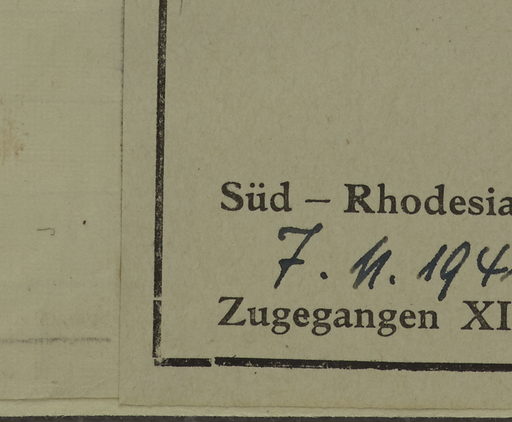 Süd – Rhodesia
7. 11. 194
Zugegangen XI